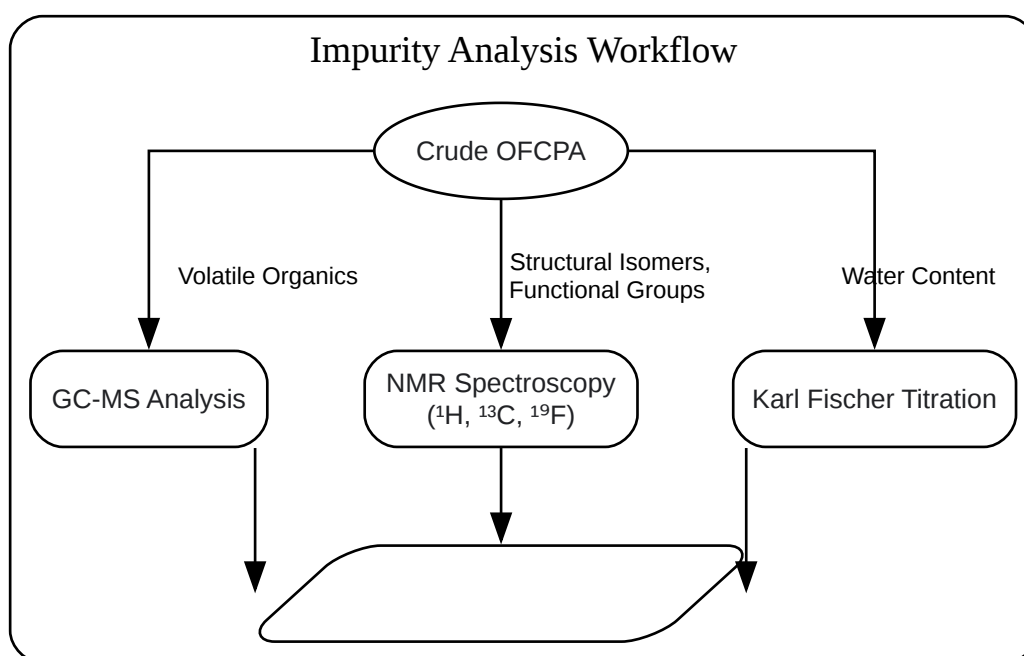 Impurity Analysis Workflow
Crude OFCPA
Volatile Organics
Structural Isomers,
Functional Groups
Water Content
GC-MS Analysis
NMR Spectroscopy
(¹H, ¹³C, ¹⁹F)
Karl Fischer Titration